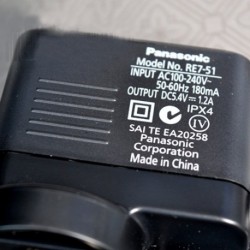 Panasonic
Model No. RE7-51
INPUT AC100-240V~
50-60Hz 180mA
OUTPUT DC5.4V⎓1.2A
IPX4
IV
SAI TE EA20258
Panasonic
Corporation
Made in China